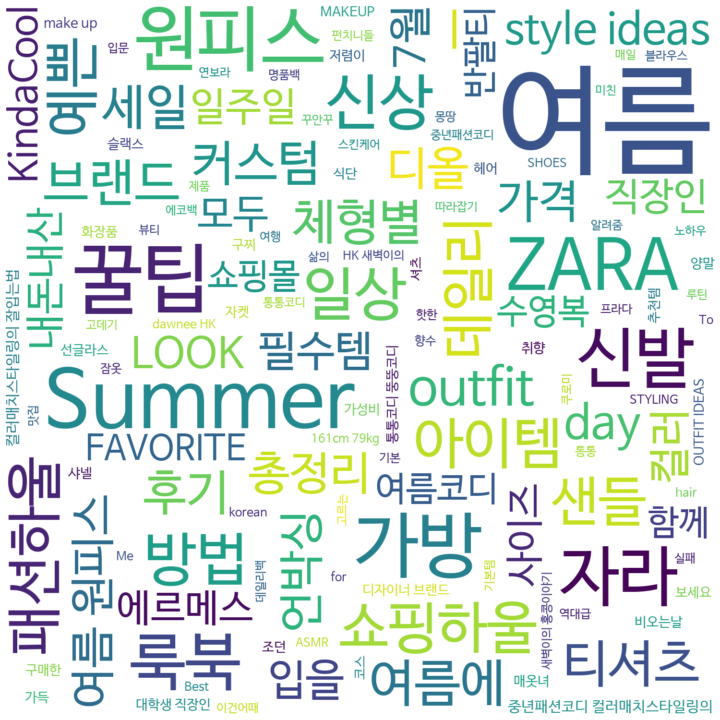 KindaCool
make up
입문
원피스
MAKEUP
편치니들
연보라
명품백
저렴이
7월
반팔티
style ideas
매일
블라우스
미친
예쁜
세일
일주일
꾸안꾸
신상
몽땅
중년패션코디
여름
슬랙스
스킨케어
브랜드
제품
커스텀
식단
디올
헤어
SHOES
가격
직장인
내돈내산
화장품
에코백
뷰티
모두
구찌
여행
체형별
따라잡기
알려줌
노하우
컬러매치스타일링의 잘입는법
꿀팁
쇼핑몰
삶의
HK 새벽이의
셔츠
데일리
ZARA
양말
고데기
자켓
통통코디
일상
핫한
수영복
프라다
추천템
루틴
To
선글라스
dawnee HK
LOOK
필수템
향수
취향
신발
잠옷
Summer
가성비
통통코디 뚱뚱코디
outfit
쿠로미
STYLING
OUTFIT IDEAS
맛집
FAVORITE
161cm 79kg
아이템
day
컬러
패션하울
샤넬
총정리
기본
통통
후기
여름코디
고르는
샌들
hair
여름 원피스
korean
방법
언박싱
가방
사이즈
함께
Me
데일리백
for
디자이너 브랜드
기본템
자라
실패
보세요
에르메스
쇼핑하울
새벽이의 홍콩이야기
역대급
구매한
룩북
조던
ASMR
비오는날
가득
Best
입을
코스
여름에
매옷녀
티셔츠
대학생 직장인
이건어때
중년패션코디 컬러매치스타일링의